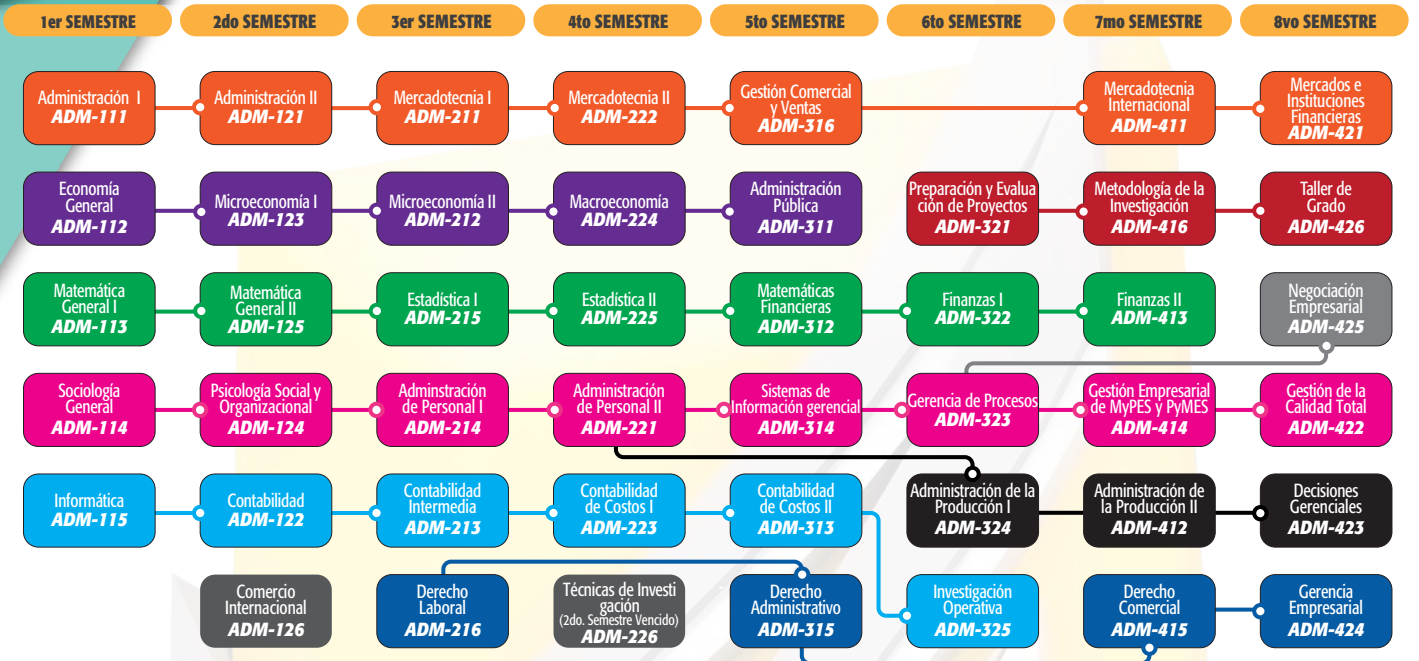 1er SEMESTRE
2do SEMESTRE
3er SEMESTRE
4to SEMESTRE
5to SEMESTRE
6to SEMESTRE
7mo SEMESTRE
8vo SEMESTRE
Administración I
ADM-111
Administración II
ADM-121
Mercadotecnia I
ADM-211
Mercadotecnia II
ADM-222
Gestión Comercial
y Ventas
ADM-316
Mercadotecnia
Internacional
ADM-411
Mercados e
Instituciones
Financieras
ADM-421
Economía
General
ADM-112
Microeconomía I
ADM-123
Microeconomía II
ADM-212
Macroeconomía
ADM-224
Administración
Pública
ADM-311
Preparación y Evalua
ción de Proyectos
ADM-321
Metodología de la
Investigación
ADM-416
Taller de
Grado
ADM-426
Matemática
General I
ADM-113
Matemática
General II
ADM-125
Estadística I
ADM-215
Estadística II
ADM-225
Matemáticas
Financieras
ADM-312
Finanzas I
ADM-322
Finanzas II
ADM-413
Negociación
Empresarial
ADM-425
Sociología
General
ADM-114
Psicología Social y
Organizacional
ADM-124
Adminstración
de Personal I
ADM-214
Administración
de Personal II
ADM-221
Sistemas de
Información gerencial
ADM-314
Gerencia de Procesos
ADM-323
Gestión Empresarial
de MyPES y PyMES
ADM-414
Gestión de la
Calidad Total
ADM-422
Informática
ADM-115
Contabilidad
ADM-122
Contabilidad
Intermedia
ADM-213
Contabilidad
de Costos I
ADM-223
Contabilidad
de Costos II
ADM-313
Administración de la
Producción I
ADM-324
Administración de
la Producción II
ADM-412
Decisiones
Gerenciales
ADM-423
Comercio
Internacional
ADM-126
Derecho
Laboral
ADM-216
Técnicas de Investi
gación
(2do. Semestre Vencido)
ADM-226
Derecho
Administrativo
ADM-315
Investigación
Operativa
ADM-325
Derecho
Comercial
ADM-415
Gerencia
Empresarial
ADM-424